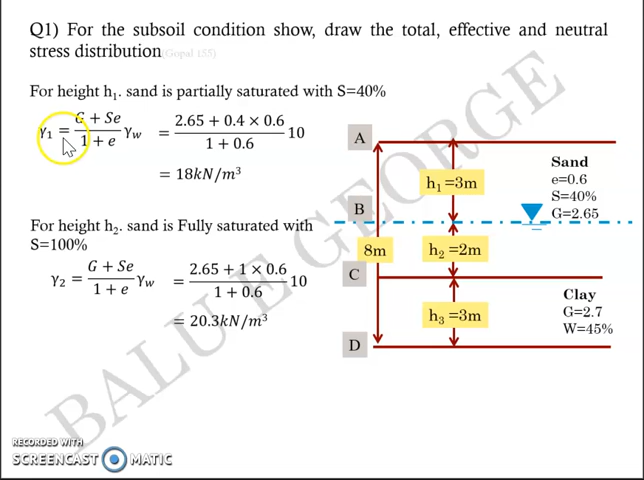 Q1) For the subsoil condition show, draw the total, effective and neutral
stress distribution (Gopal 155)
For height h₁. sand is partially saturated with S=40%
γ₁ = (G + Se)/(1 + e) γw = (2.65 + 0.4 × 0.6)/(1 + 0.6) 10
= 18kN/m³
For height h₂. sand is Fully saturated with
S=100%
γ₂ = (G + Se)/(1 + e) γw = (2.65 + 1 × 0.6)/(1 + 0.6) 10
= 20.3kN/m³
A
Sand
e=0.6
S=40%
G=2.65
h₁ =3m
B
8m
h₂ =2m
C
Clay
G=2.7
W=45%
h₃ =3m
D
BALU E GEORGE
RECORDED WITH
SCREENCAST MATIC